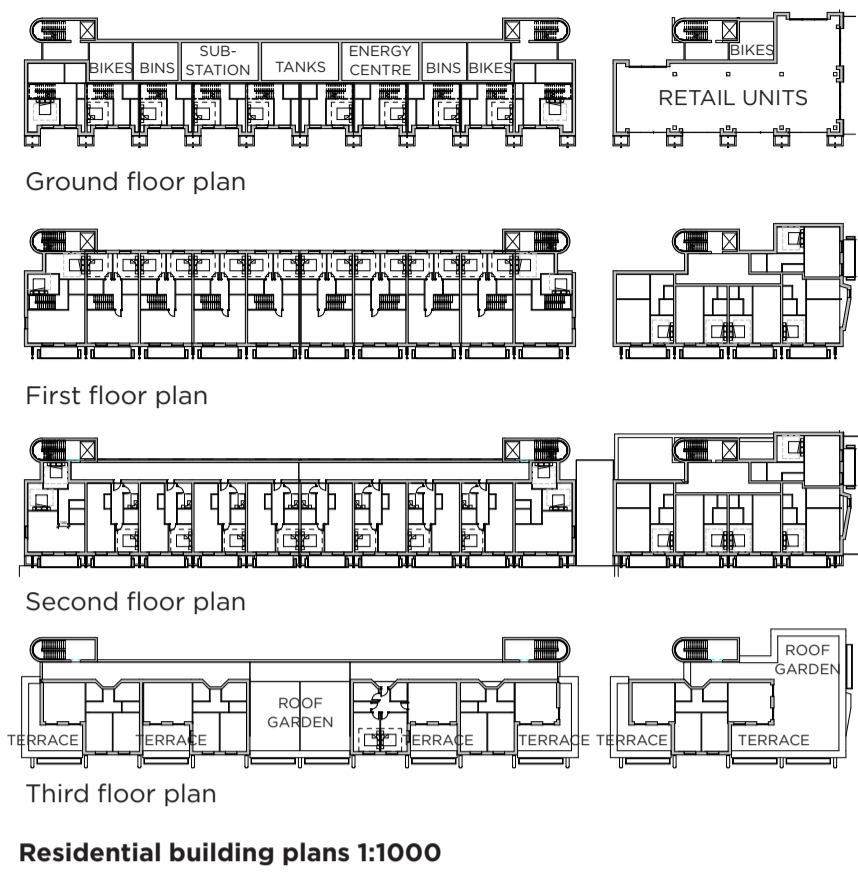 BIKES BINS SUB-
STATION TANKS ENERGY
CENTRE BINS BIKES
BIKES
RETAIL UNITS
Ground floor plan
First floor plan
Second floor plan
ROOF
GARDEN
ROOF
GARDEN
TERRACE TERRACE TERRACE TERRACE TERRACE TERRACE
Third floor plan
Residential building plans 1:1000